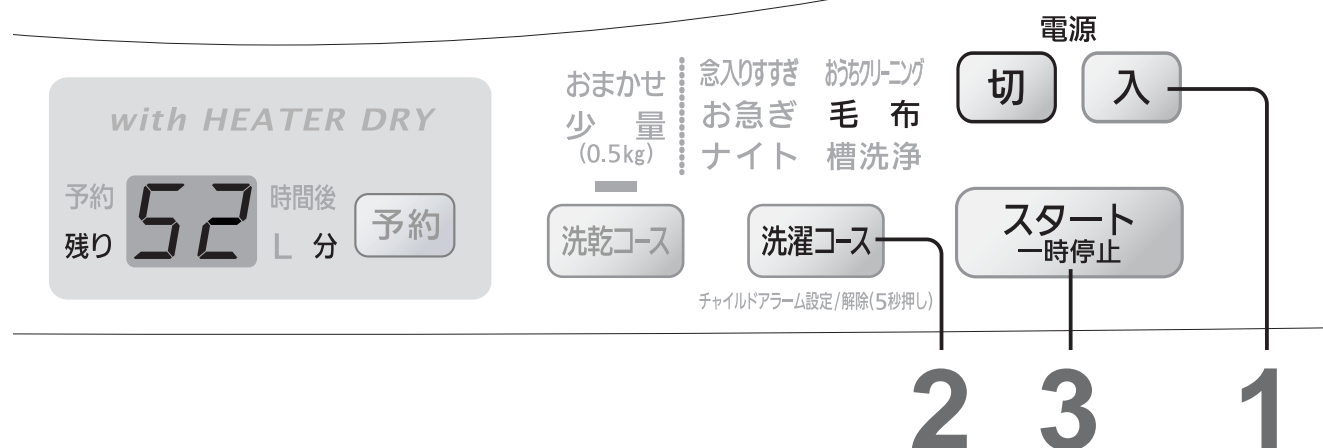 電源
切 入
with HEATER DRY
予約 52 時間後
残り L 分
予約
おまかせ
少 量
(0.5kg)
念入りすすぎ おうちクリーニング
お急ぎ 毛 布
ナイト 槽洗浄
洗乾コース
洗濯コース
チャイルドアラーム設定/解除(5秒押し)
スタート
一時停止
2 3 1